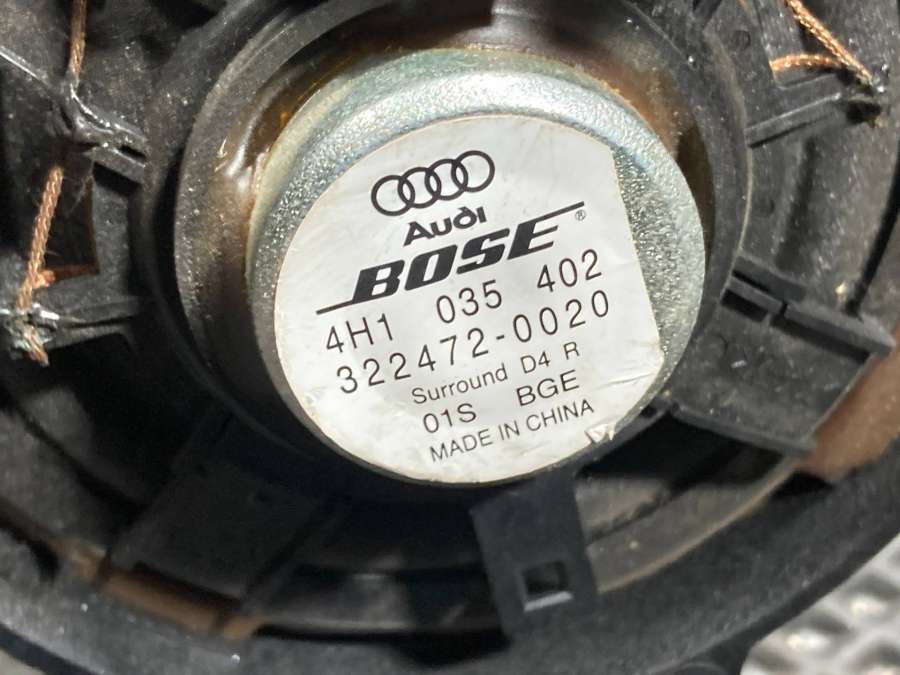 Audi
BOSE®
4H1 035 402
322472-0020
Surround D4 R
01S BGE
MADE IN CHINA